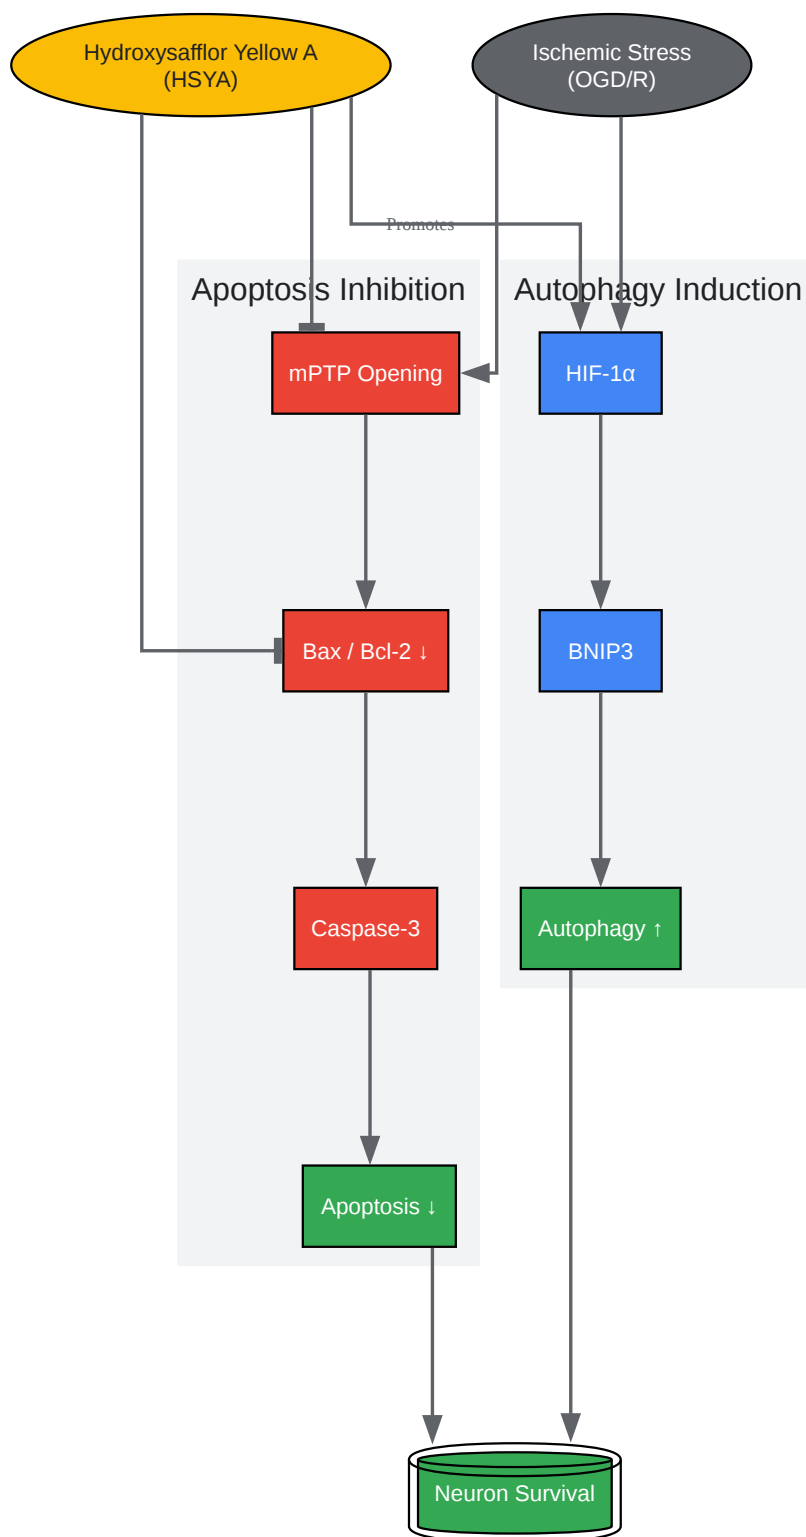 Hydroxysafflor Yellow A
(HSYA)
Ischemic Stress
(OGD/R)
Promotes
Apoptosis Inhibition
Autophagy Induction
mPTP Opening
HIF-1α
Bax / Bcl-2 ↓
BNIP3
Caspase-3
Autophagy ↑
Apoptosis ↓
Neuron Survival